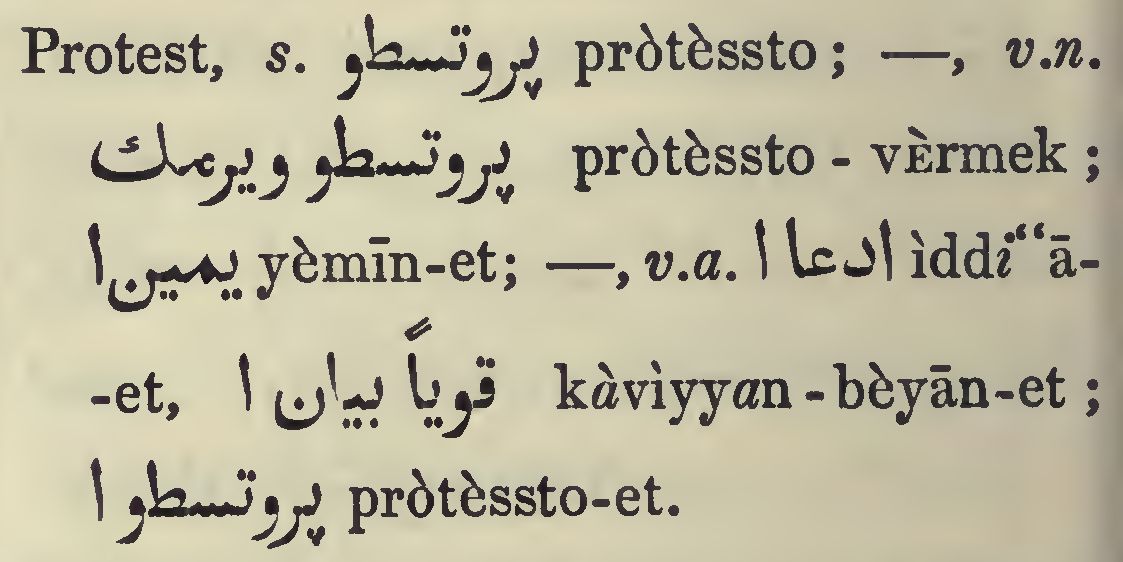 Protest, s. پروتسطو pròtèssto; —, v.n.
پروتسطو ویرمك pròtèssto - vÈrmek ;
یمین ا yèmīn-et; —, v.a. ادعا ا ìddi“ā-
-et, قویاً بیان ا kàvìyyan - bèyān-et ;
پروتسطو ا pròtèssto-et.